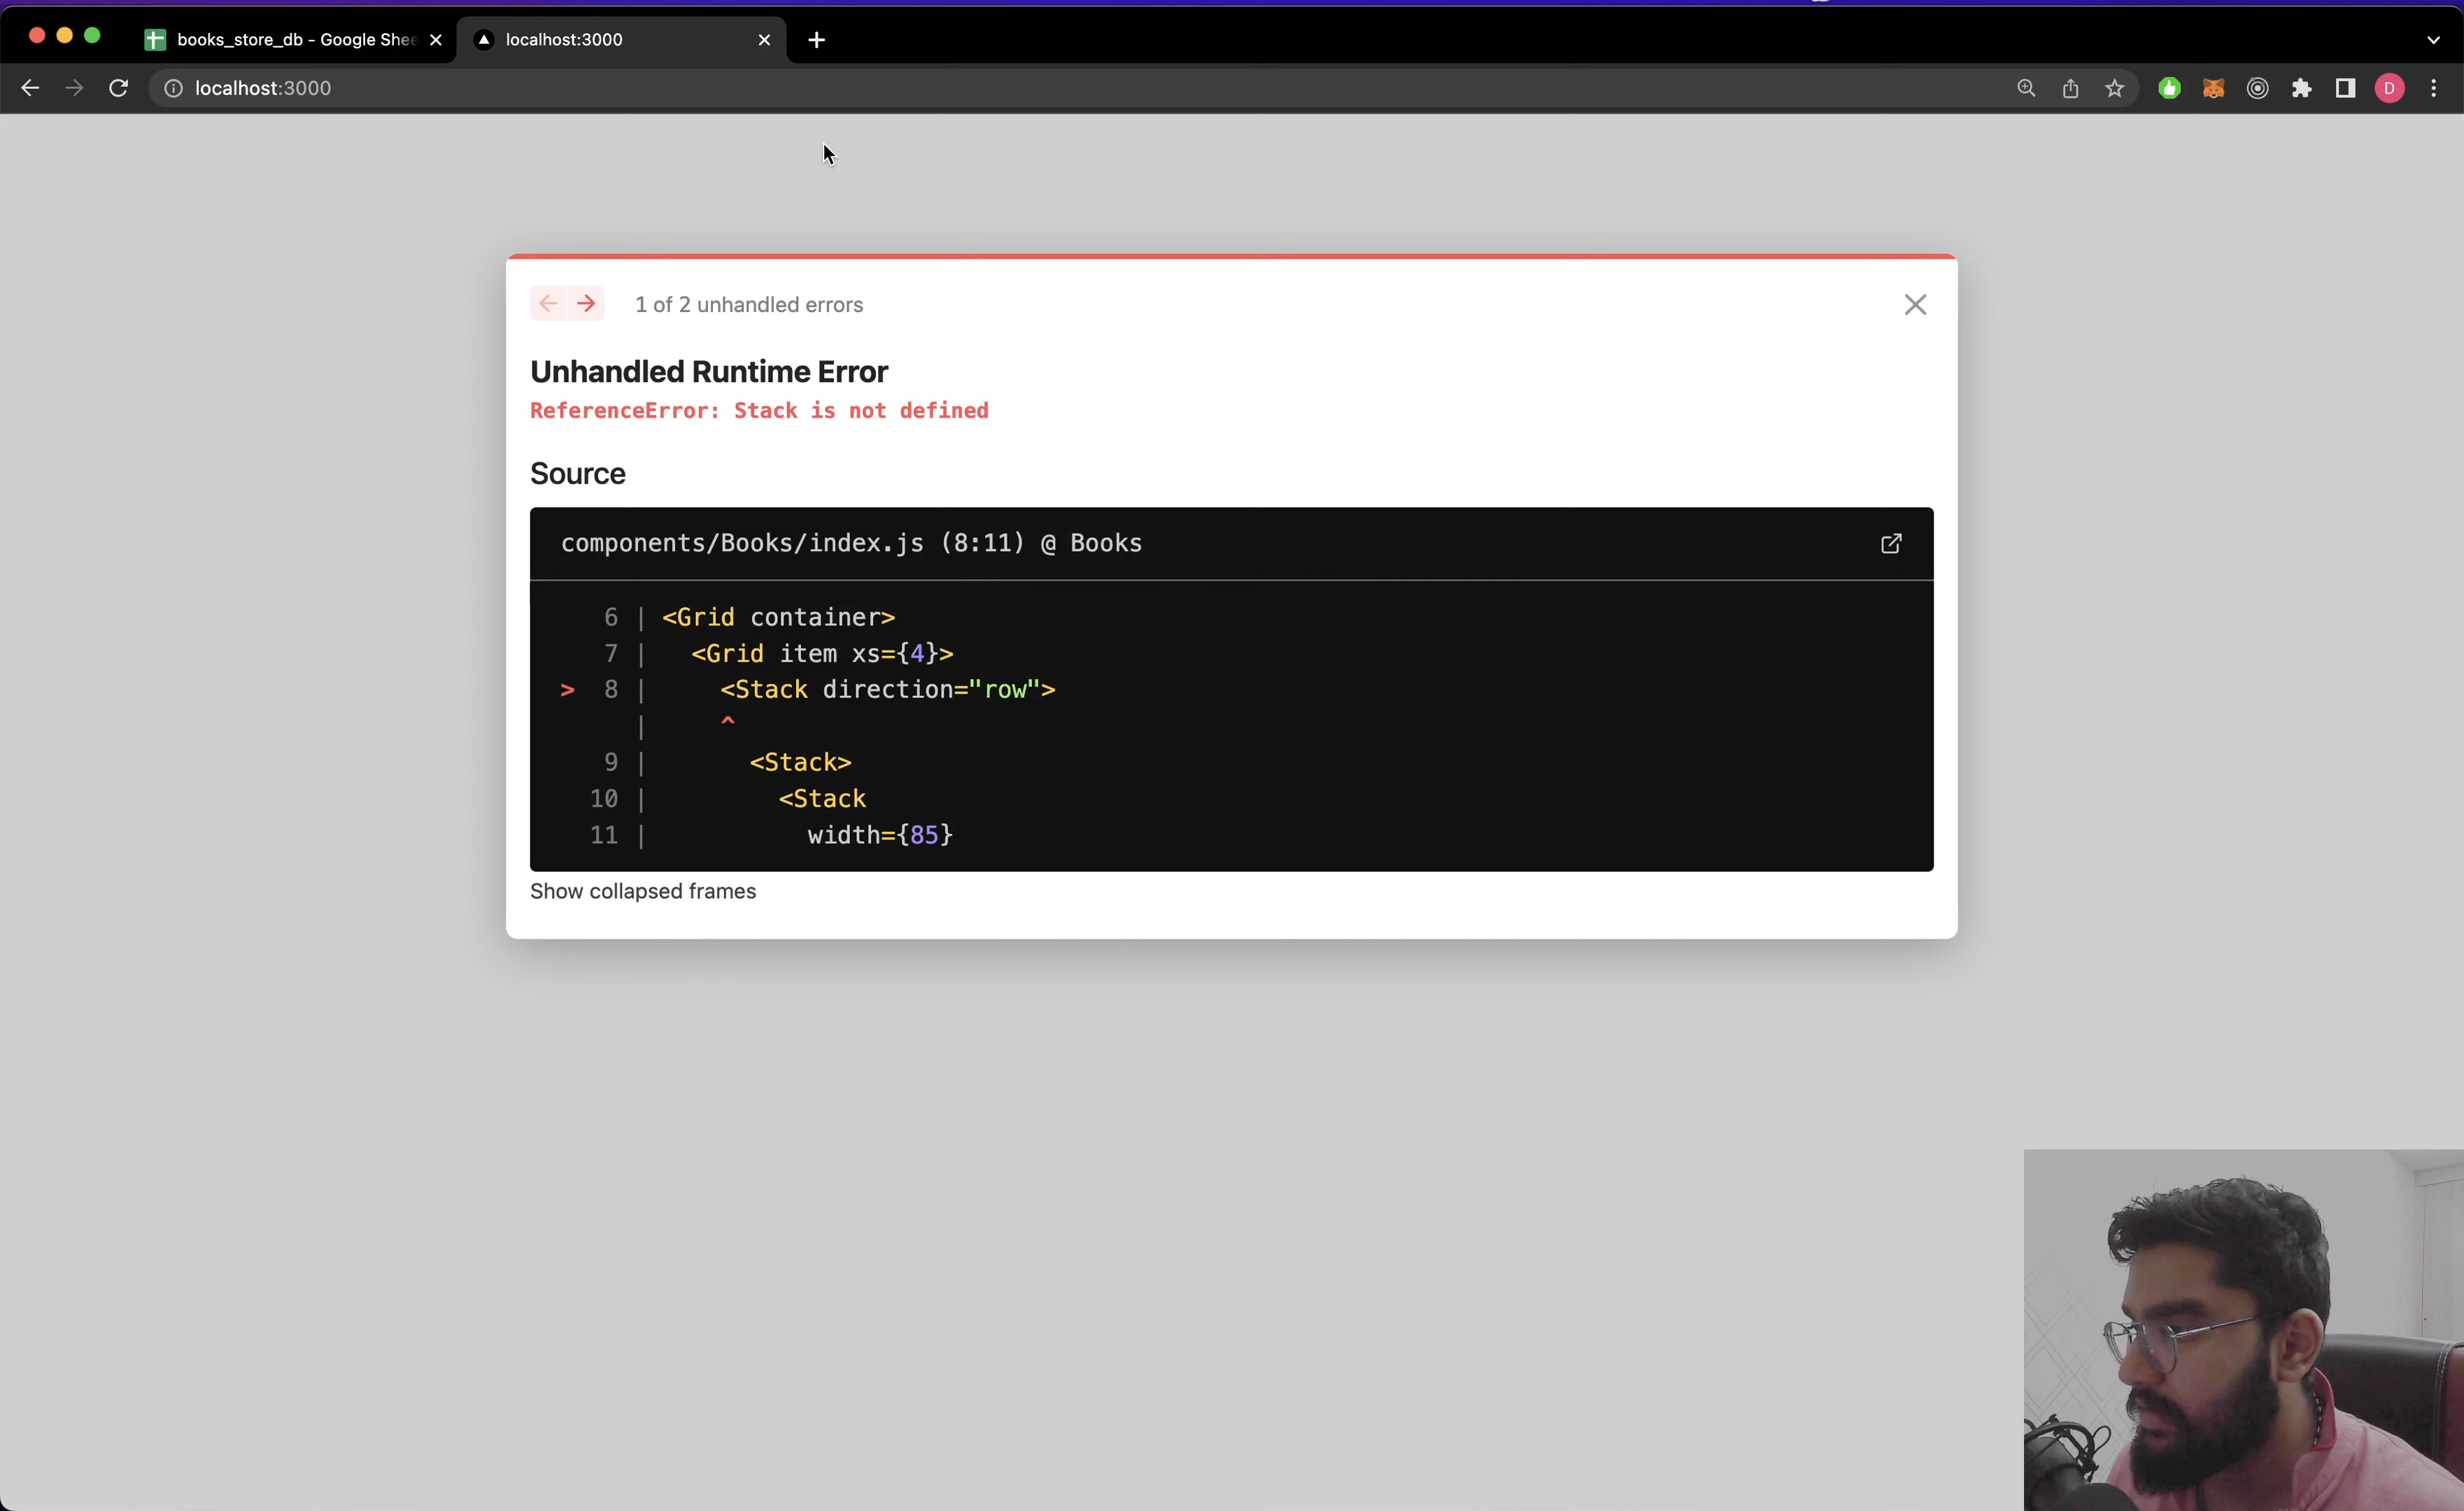 books_store_db - Google Shee
localhost:3000
localhost:3000
D
1 of 2 unhandled errors
Unhandled Runtime Error
ReferenceError: Stack is not defined
Source
components/Books/index.js (8:11) @ Books
6 | <Grid container>
7 |   <Grid item xs={4}>
> 8 |     <Stack direction="row">
|     ^
9 |       <Stack>
10 |         <Stack
11 |           width={85}
Show collapsed frames